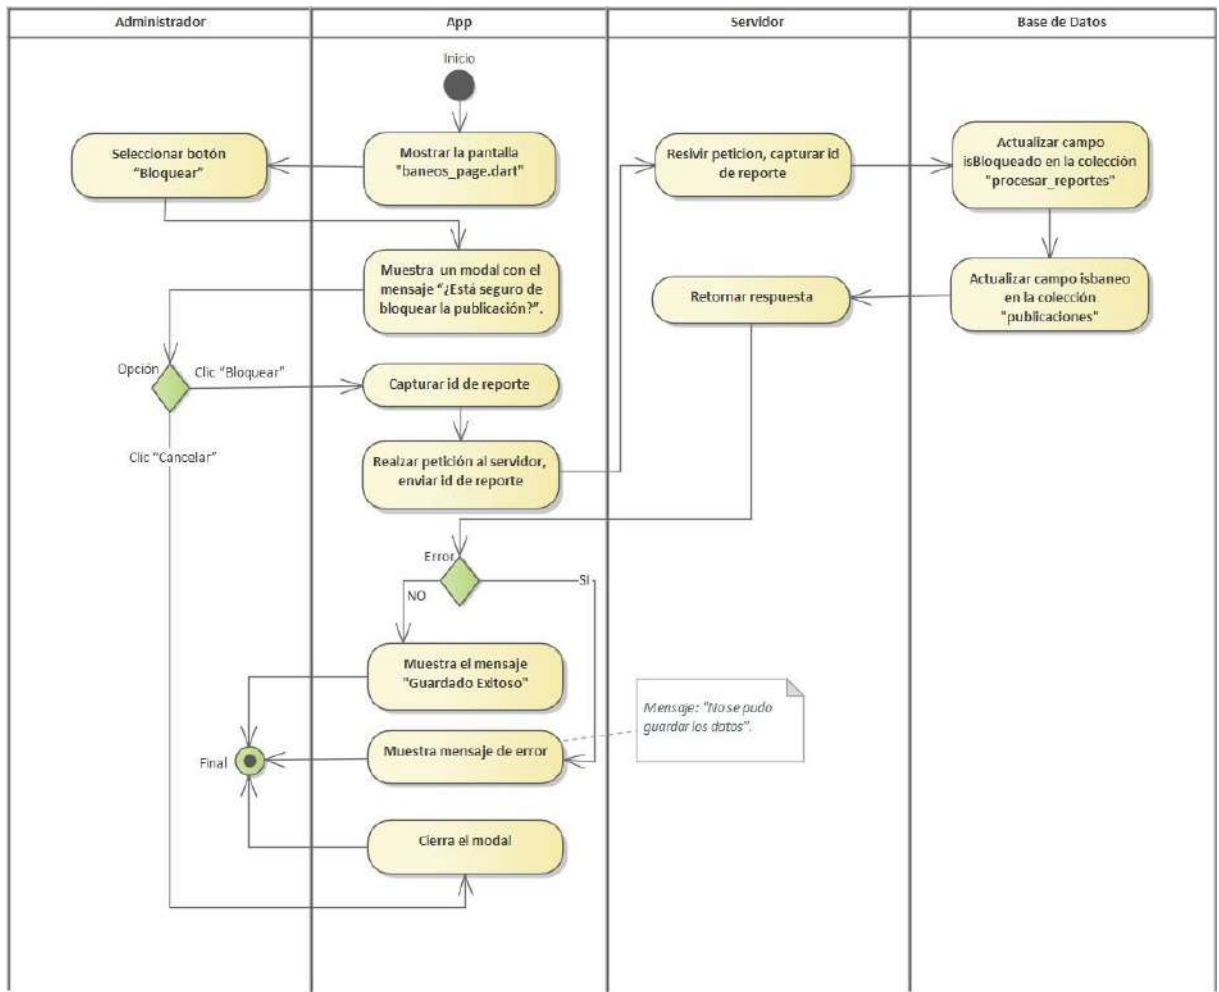 Administrador
App
Servidor
Base de Datos
Inicio
Seleccionar botón
"Bloquear"
Mostrar la pantalla
"baneos_page.dart"
Resivir peticion, capturar id
de reporte
Actualizar campo
isBloqueado en la colección
"procesar_reportes"
Muestra un modal con el
mensaje "¿Está seguro de
bloquear la publicación?".
Retornar respuesta
Actualizar campo isbaneo
en la colección
"publicaciones"
Opción
Clic "Bloquear"
Capturar id de reporte
Clic "Cancelar"
Realzar petición al servidor,
enviar id de reporte
Error
SI
NO
Muestra el mensaje
"Guardado Exitoso"
Mensaje: "No se pudo
guardar los datos".
Muestra mensaje de error
Final
Cierra el modal